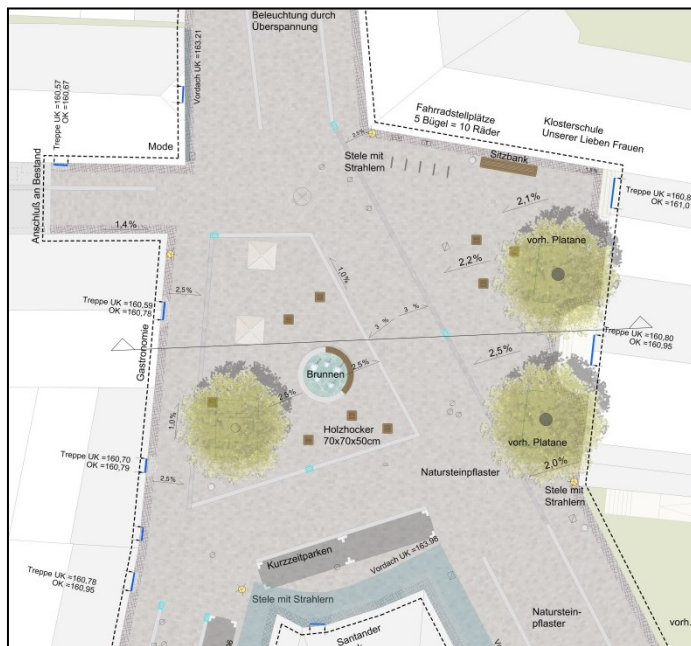 Beleuchtung durch
Überspannung
Vordach UK =163.21
Treppe UK =160,57
OK =160,67
Mode
Fahrradstellplätze
5 Bügel = 10 Räder
Klosterschule
Unserer Lieben Frauen
2,5%
Stele mit
Strahlern
Sitzbank
Anschluß an Bestand
1,4%
2.1%
Treppe UK =160,8
OK =161,0
vorh. Platane
2,2%
1,0%
2,5%
Treppe UK =160,59
OK =160,78
3 %
3 %
Treppe UK =160,80
OK =160,95
Gastronomie
2,5%
Brunnen
2.5%
2,5%
1,0%
Holzhocker
70x70x50cm
vorh. Platane
Treppe UK =160,70
OK =160,79
2,5%
Natursteinpflaster
2.0%
Stele mit
Strahlern
Kurzzeitparken
Vordach UK =163.98
Treppe UK =160,78
OK =160,95
Stele mit Strahlern
Santander
Naturstein-
pflaster
vorh.